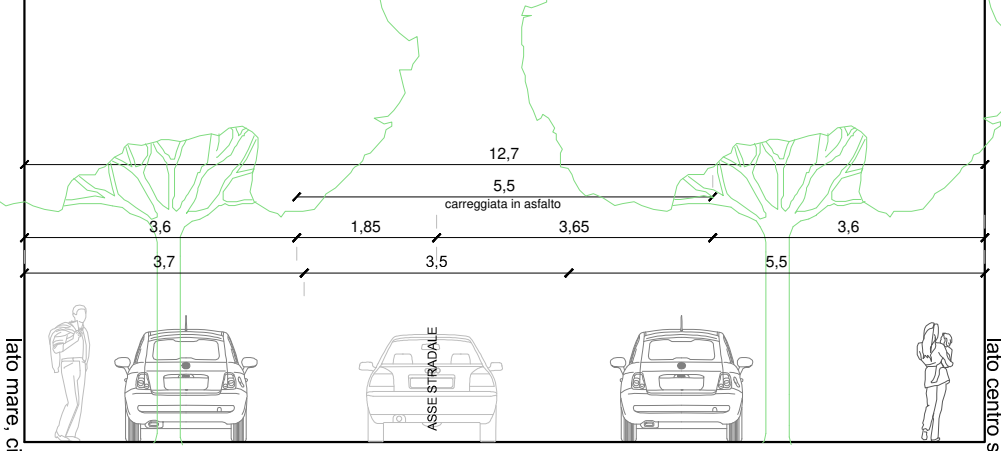 12,7
5,5
carreggiata in asfalto
3,6
1,85
3,65
3,6
3,7
3,5
5,5
ASSE STRADALE
lato mare, ci
lato centro s